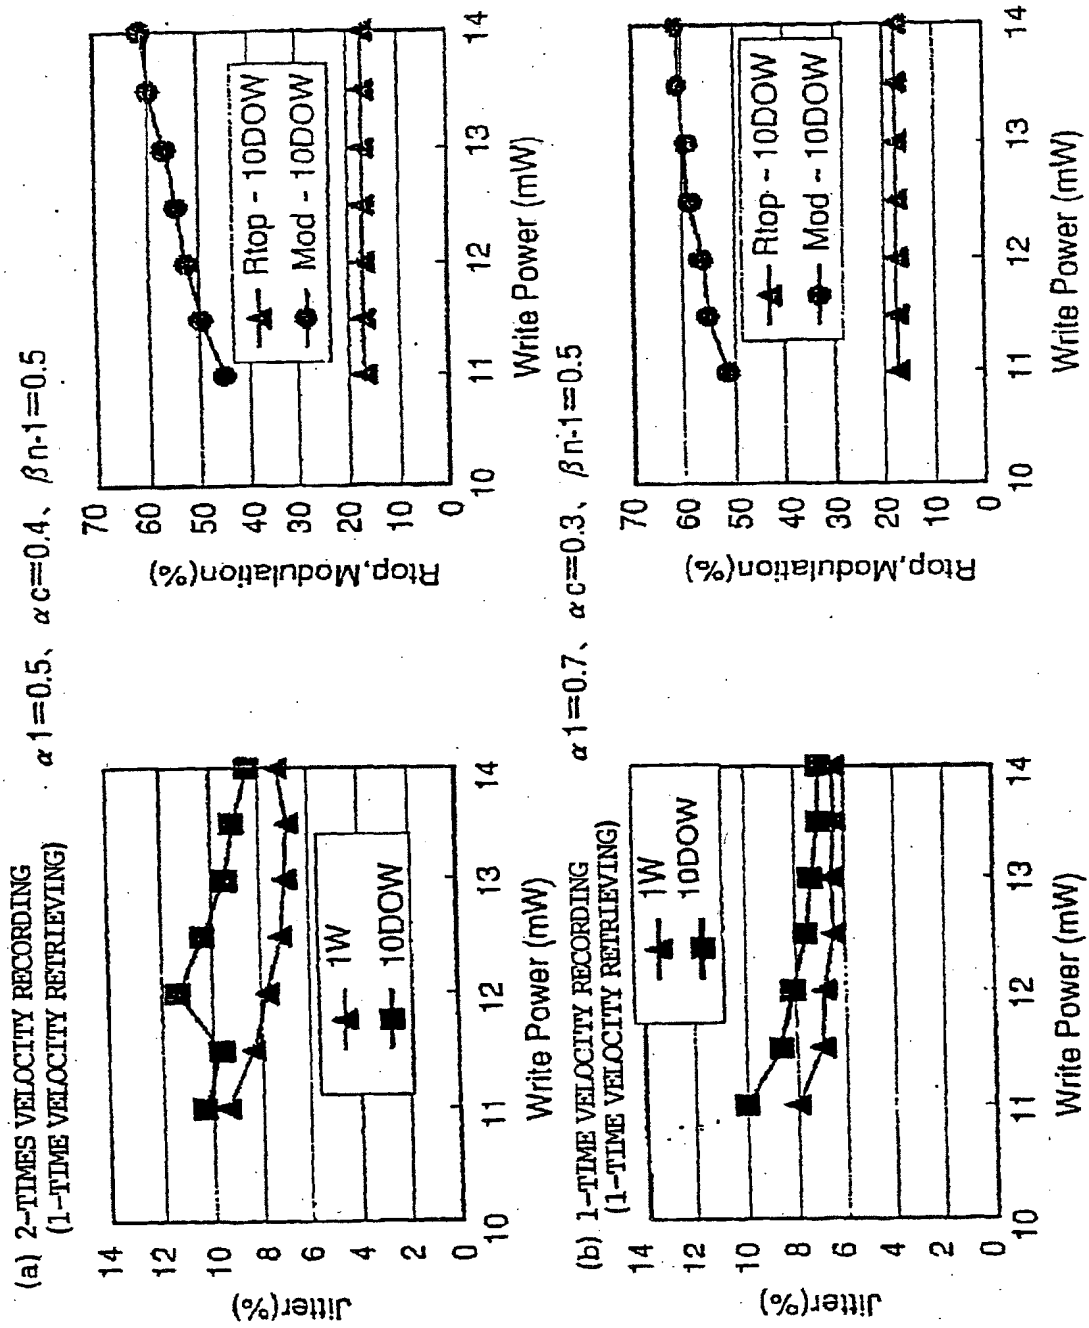 (a) 2-TIMES VELOCITY RECORDING
(1-TIME VELOCITY RETRIEVING)
α1=0.5、αc=0.4、βn-1=0.5
Jitter(%)
14
12
10
8
6
4
2
0
1W
10DOW
10
11
12
13
14
Write Power (mW)
Rtop,Modulation(%)
70
60
50
40
30
20
10
0
Rtop - 10DOW
Mod - 10DOW
10
11
12
13
14
Write Power (mW)
(b) 1-TIME VELOCITY RECORDING
(1-TIME VELOCITY RETRIEVING)
α1=0.7、αc=0.3、βn-1=0.5
Jitter(%)
14
12
10
8
6
4
2
0
1W
10DOW
10
11
12
13
14
Write Power (mW)
Rtop,Modulation(%)
70
60
50
40
30
20
10
0
Rtop - 10DOW
Mod - 10DOW
10
11
12
13
14
Write Power (mW)